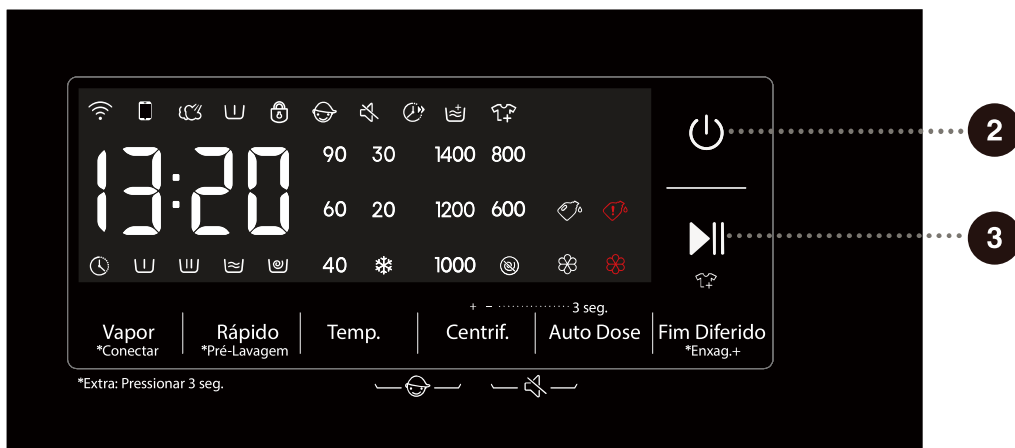 2
90 30 1400 800
13:20
60 20 1200 600
3
40 1000
+ - 3 seg.
Vapor Rápido Temp. Centrif. Auto Dose Fim Diferido
*Conectar *Pré-Lavagem *Enxag.+
*Extra: Pressionar 3 seg.